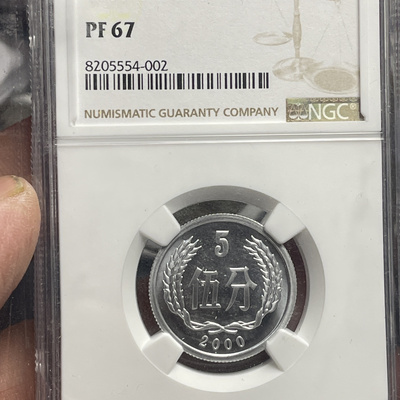 PF 67
8205554-002
NUMISMATIC GUARANTY COMPANY
NGC
5
伍分
2000